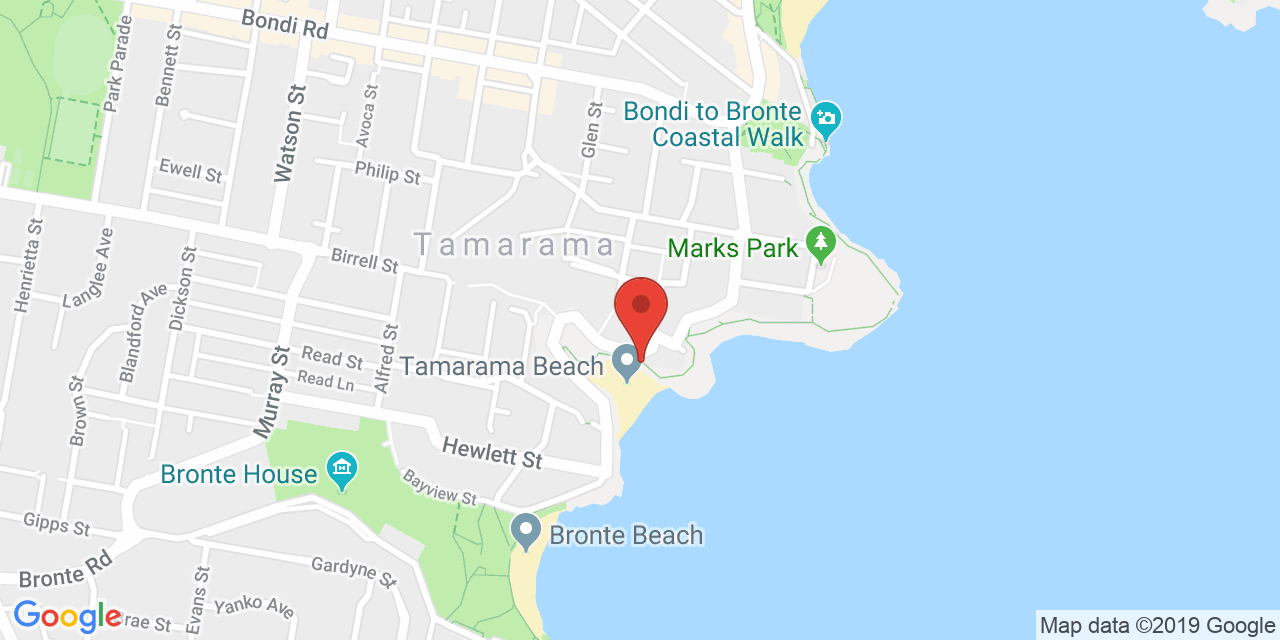 Bondi Rd
Park Parade
Bennett St
Watson St
Avoca St
Glen St
Bondi to Bronte
Coastal Walk
Ewell St
Philip St
Henrietta St
Langlee Ave
Dickson St
Birrell St
Tamarama
Marks Park
Blandford Ave
Read St
Read Ln
Alfred St
Tamarama Beach
Murray St
Brown St
Hewlett St
Bronte House
Bayview St
Gipps St
Bronte Beach
Bronte Rd
Gardyne St
Evans St
Yanko Ave
rae St
Google
Map data ©2019 Google